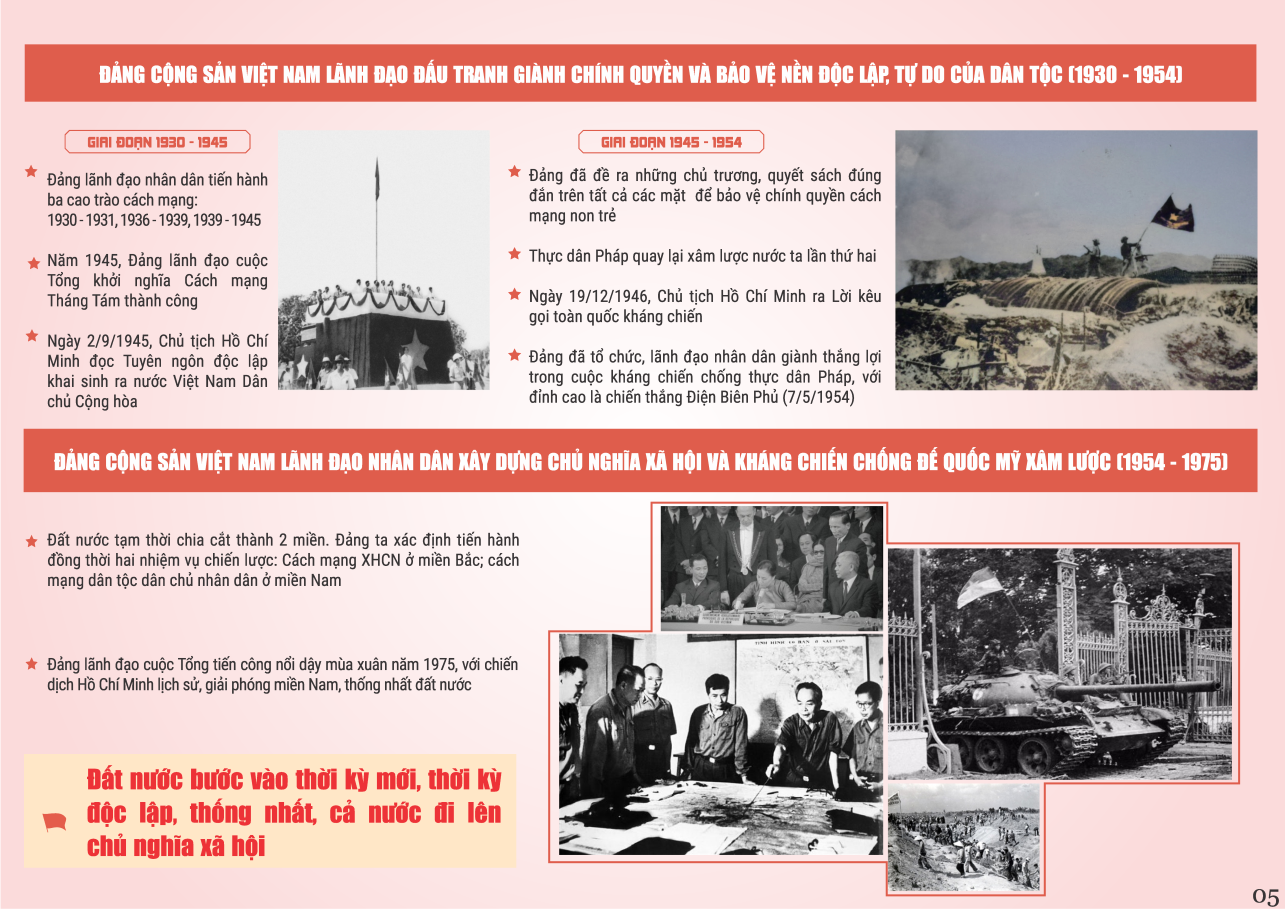 ĐẢNG CỘNG SẢN VIỆT NAM LÃNH ĐẠO ĐẤU TRANH GIÀNH CHÍNH QUYỀN VÀ BẢO VỆ NỀN ĐỘC LẬP, TỰ DO CỦA DÂN TỘC (1930 - 1954)
GIAI ĐOẠN 1930 - 1945
Đảng lãnh đạo nhân dân tiến hành
ba cao trào cách mạng:
1930 - 1931, 1936 - 1939, 1939 - 1945
Năm 1945, Đảng lãnh đạo cuộc
Tổng khởi nghĩa Cách mạng
Tháng Tám thành công
Ngày 2/9/1945, Chủ tịch Hồ Chí
Minh đọc Tuyên ngôn độc lập
khai sinh ra nước Việt Nam Dân
chủ Cộng hòa
GIAI ĐOẠN 1945 - 1954
Đảng đã đề ra những chủ trương, quyết sách đúng
đắn trên tất cả các mặt để bảo vệ chính quyền cách
mạng non trẻ
Thực dân Pháp quay lại xâm lược nước ta lần thứ hai
Ngày 19/12/1946, Chủ tịch Hồ Chí Minh ra Lời kêu
gọi toàn quốc kháng chiến
Đảng đã tổ chức, lãnh đạo nhân dân giành thắng lợi
trong cuộc kháng chiến chống thực dân Pháp, với
đỉnh cao là chiến thắng Điện Biên Phủ (7/5/1954)
ĐẢNG CỘNG SẢN VIỆT NAM LÃNH ĐẠO NHÂN DÂN XÂY DỰNG CHỦ NGHĨA XÃ HỘI VÀ KHÁNG CHIẾN CHỐNG ĐẾ QUỐC MỸ XÂM LƯỢC (1954 - 1975)
Đất nước tạm thời chia cắt thành 2 miền. Đảng ta xác định tiến hành
đồng thời hai nhiệm vụ chiến lược: Cách mạng XHCN ở miền Bắc; cách
mạng dân tộc dân chủ nhân dân ở miền Nam
Đảng lãnh đạo cuộc Tổng tiến công nổi dậy mùa xuân năm 1975, với chiến
dịch Hồ Chí Minh lịch sử, giải phóng miền Nam, thống nhất đất nước
Đất nước bước vào thời kỳ mới, thời kỳ
độc lập, thống nhất, cả nước đi lên
chủ nghĩa xã hội
05